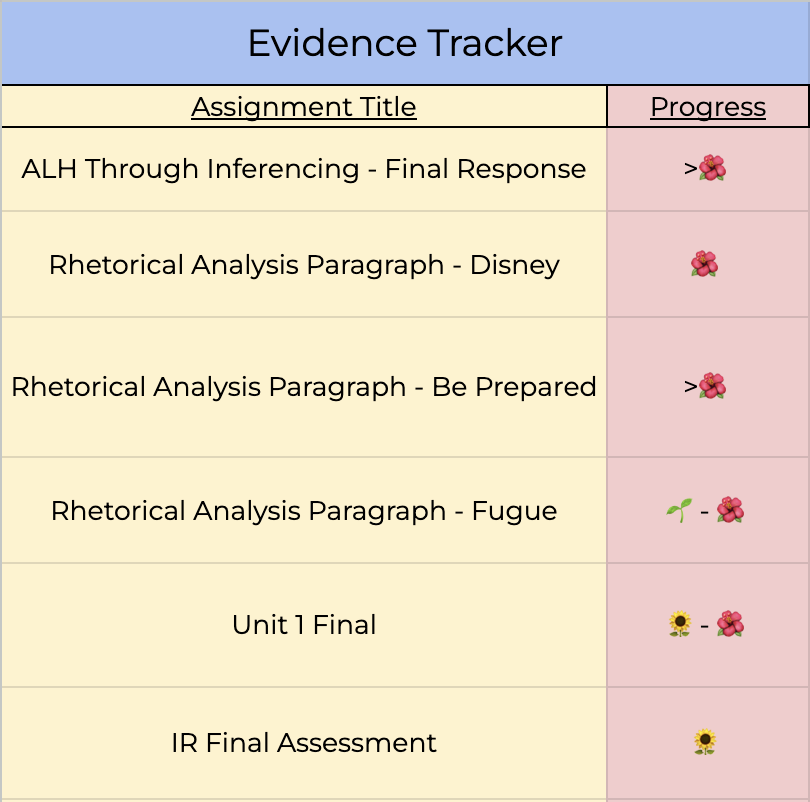 Evidence Tracker
Assignment Title Progress
ALH Through Inferencing - Final Response >🌺
Rhetorical Analysis Paragraph - Disney 🌺
Rhetorical Analysis Paragraph - Be Prepared >🌺
Rhetorical Analysis Paragraph - Fugue 🌱 - 🌺
Unit 1 Final 🌻 - 🌺
IR Final Assessment 🌻